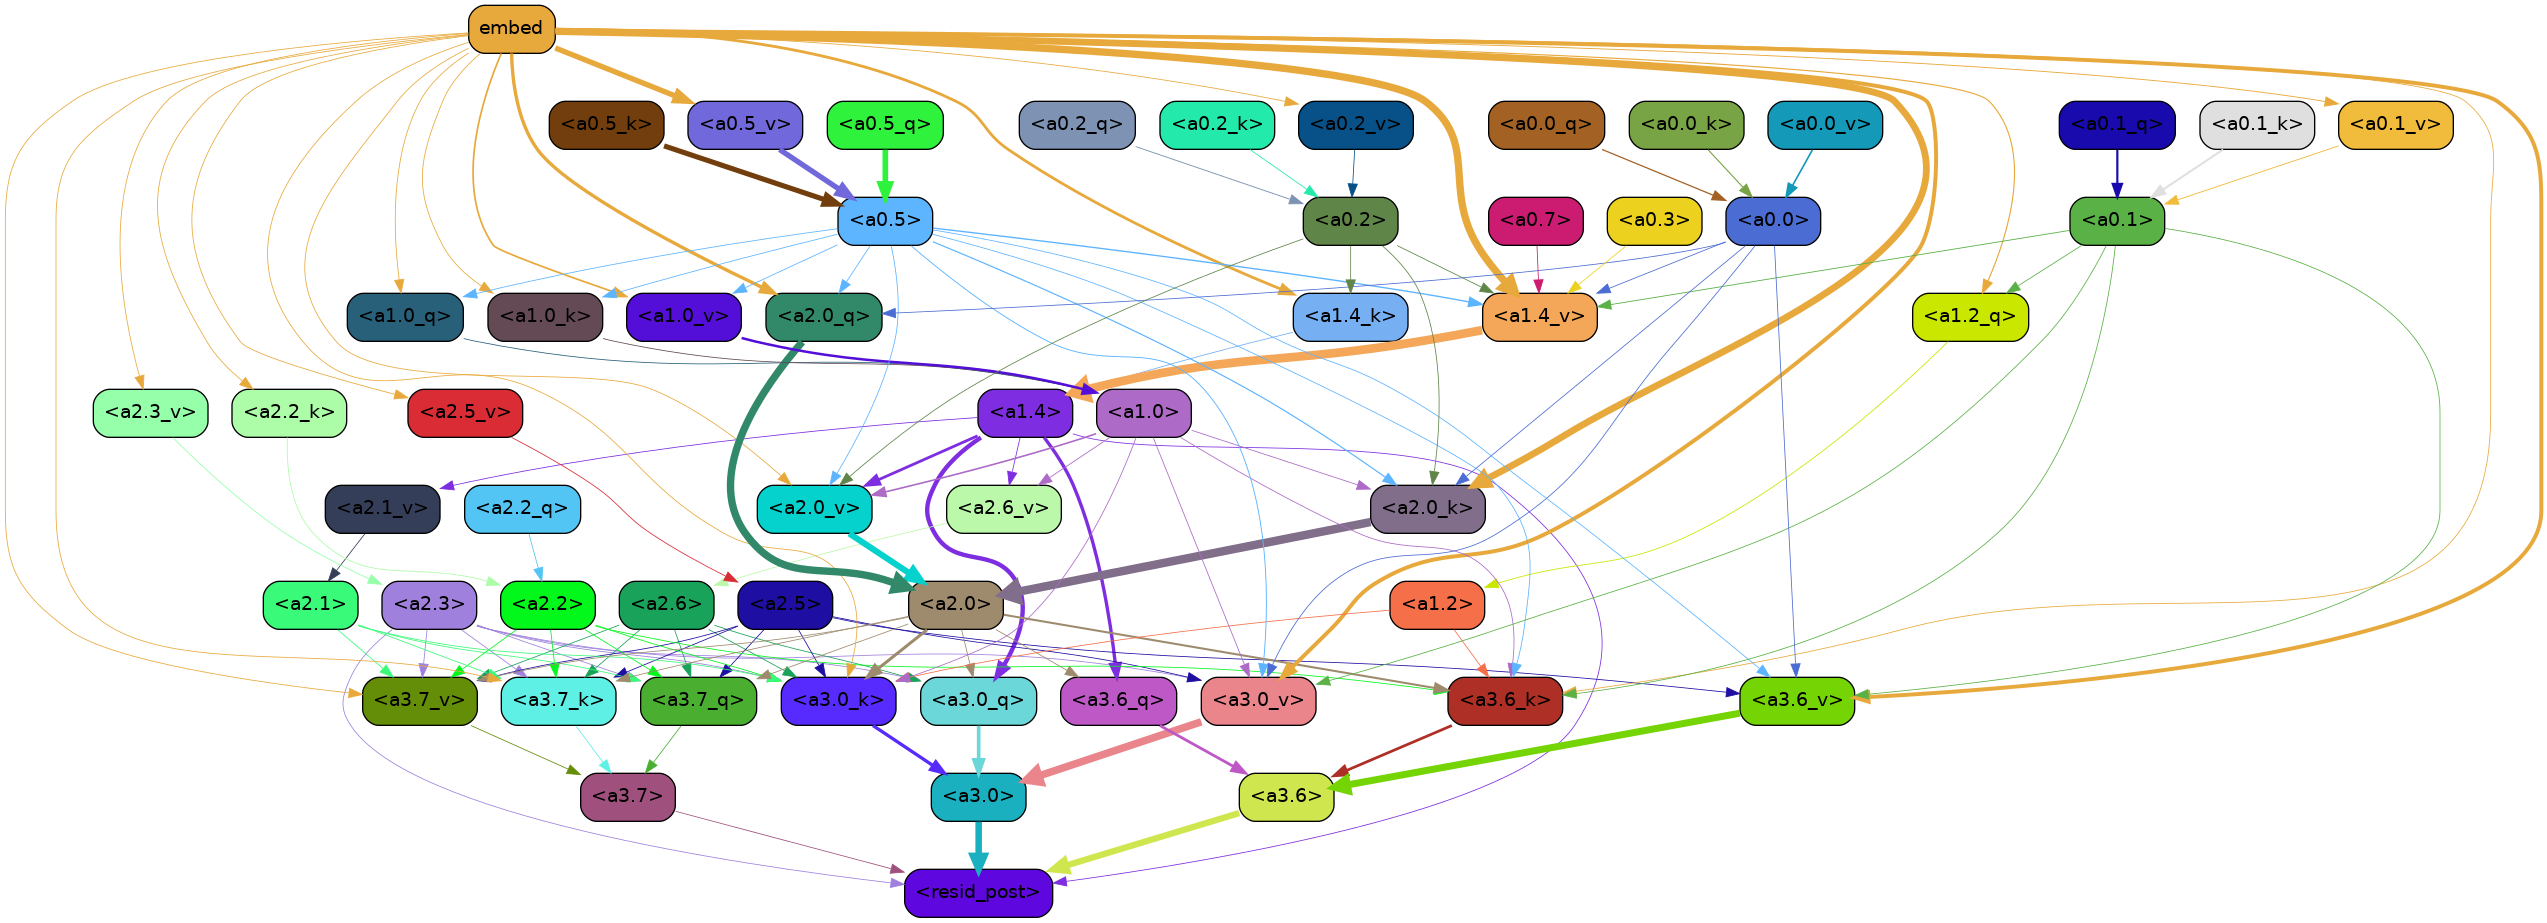 embed
<a0.5_k>
<a0.5_v>
<a0.5_q>
<a0.2_q>
<a0.2_k>
<a0.2_v>
<a0.0_q>
<a0.0_k>
<a0.0_v>
<a0.1_q>
<a0.1_k>
<a0.1_v>
<a0.5>
<a0.2>
<a0.7>
<a0.3>
<a0.0>
<a0.1>
<a1.0_q>
<a1.0_k>
<a1.0_v>
<a2.0_q>
<a1.4_k>
<a1.4_v>
<a1.2_q>
<a2.3_v>
<a2.2_k>
<a2.5_v>
<a1.4>
<a1.0>
<a2.1_v>
<a2.2_q>
<a2.0_v>
<a2.6_v>
<a2.0_k>
<a2.1>
<a2.3>
<a2.2>
<a2.6>
<a2.5>
<a2.0>
<a1.2>
<a3.7_v>
<a3.7_k>
<a3.7_q>
<a3.0_k>
<a3.0_q>
<a3.6_q>
<a3.0_v>
<a3.6_k>
<a3.6_v>
<a3.7>
<a3.0>
<a3.6>
<resid_post>